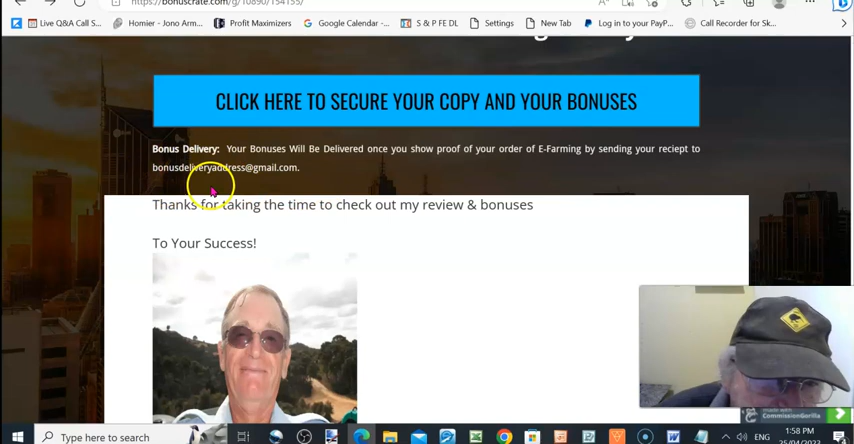 https://bonuscrate.com/g/10890/154155/
Live Q&A Call S...
Homier - Jono Arm...
Profit Maximizers
Google Calendar -...
S & P FE DL
Settings
New Tab
Log in to your PayP...
Call Recorder for Sk...
CLICK HERE TO SECURE YOUR COPY AND YOUR BONUSES
Bonus Delivery: Your Bonuses Will Be Delivered once you show proof of your order of E-Farming by sending your reciept to
bonusdeliveryaddress@gmail.com.
Thanks for taking the time to check out my review & bonuses
To Your Success!
made with
CommissionGorilla
Type here to search
ENG
1:58 PM
25/04/2023